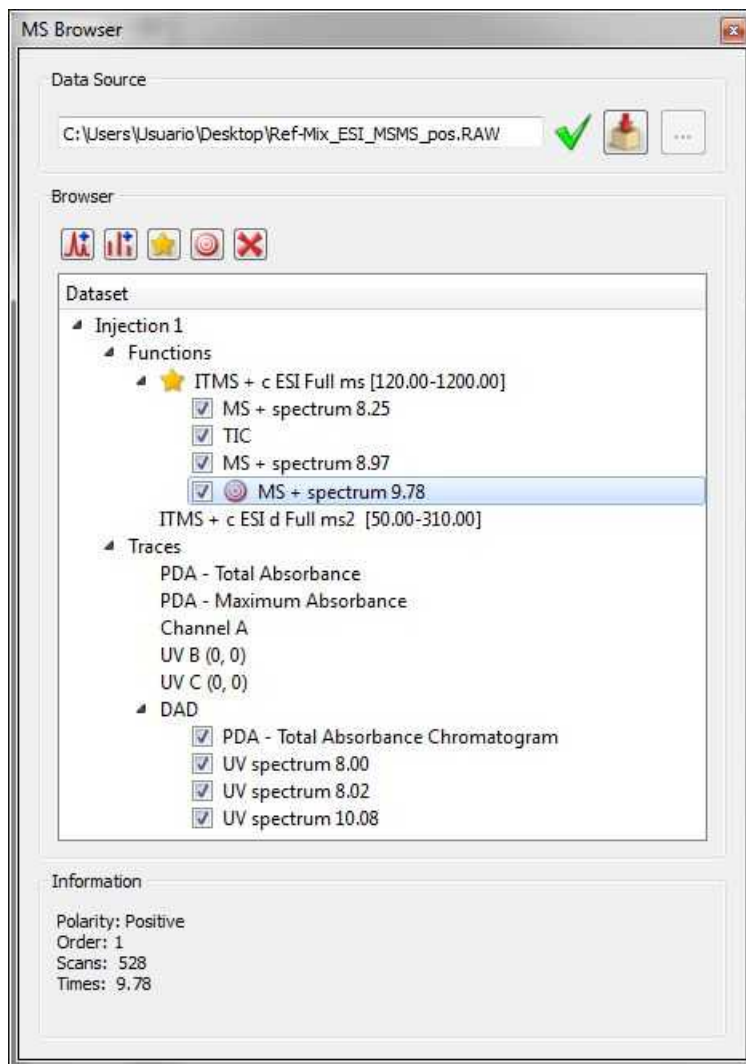 MS Browser
Data Source
C:\Users\Usuario\Desktop\Ref-Mix_ESI_MSMS_pos.RAW
...
Browser
Dataset
Injection 1
Functions
ITMS + c ESI Full ms [120.00-1200.00]
MS + spectrum 8.25
TIC
MS + spectrum 8.97
MS + spectrum 9.78
ITMS + c ESI d Full ms2 [50.00-310.00]
Traces
PDA - Total Absorbance
PDA - Maximum Absorbance
Channel A
UV B (0, 0)
UV C (0, 0)
DAD
PDA - Total Absorbance Chromatogram
UV spectrum 8.00
UV spectrum 8.02
UV spectrum 10.08
Information
Polarity: Positive
Order: 1
Scans: 528
Times: 9.78